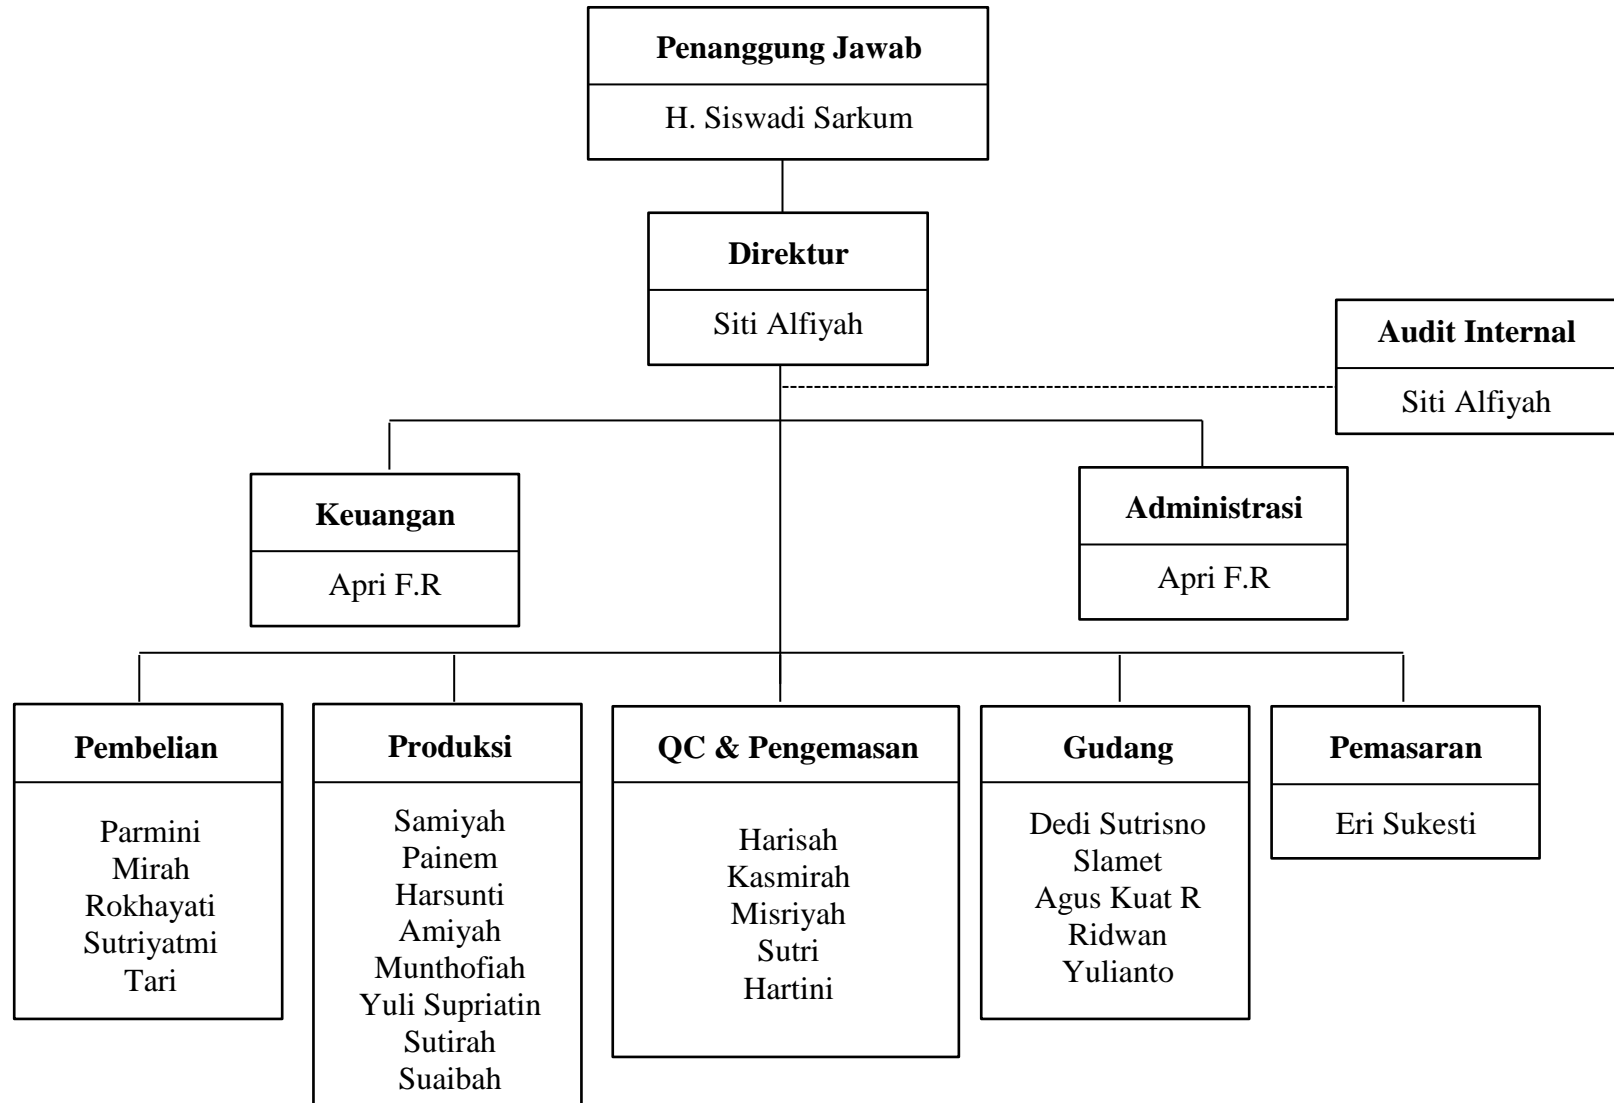 Penanggung Jawab
H. Siswadi Sarkum
Direktur
Siti Alfiyah
Audit Internal
Siti Alfiyah
Keuangan
Apri F.R
Administrasi
Apri F.R
Pembelian
Parmini
Mirah
Rokhayati
Sutriyatmi
Tari
Produksi
Samiyah
Painem
Harsunti
Amiyah
Munthofiah
Yuli Supriatin
Sutirah
Suaibah
QC & Pengemasan
Harisah
Kasmirah
Misriyah
Sutri
Hartini
Gudang
Dedi Sutrisno
Slamet
Agus Kuat R
Ridwan
Yulianto
Pemasaran
Eri Sukesti